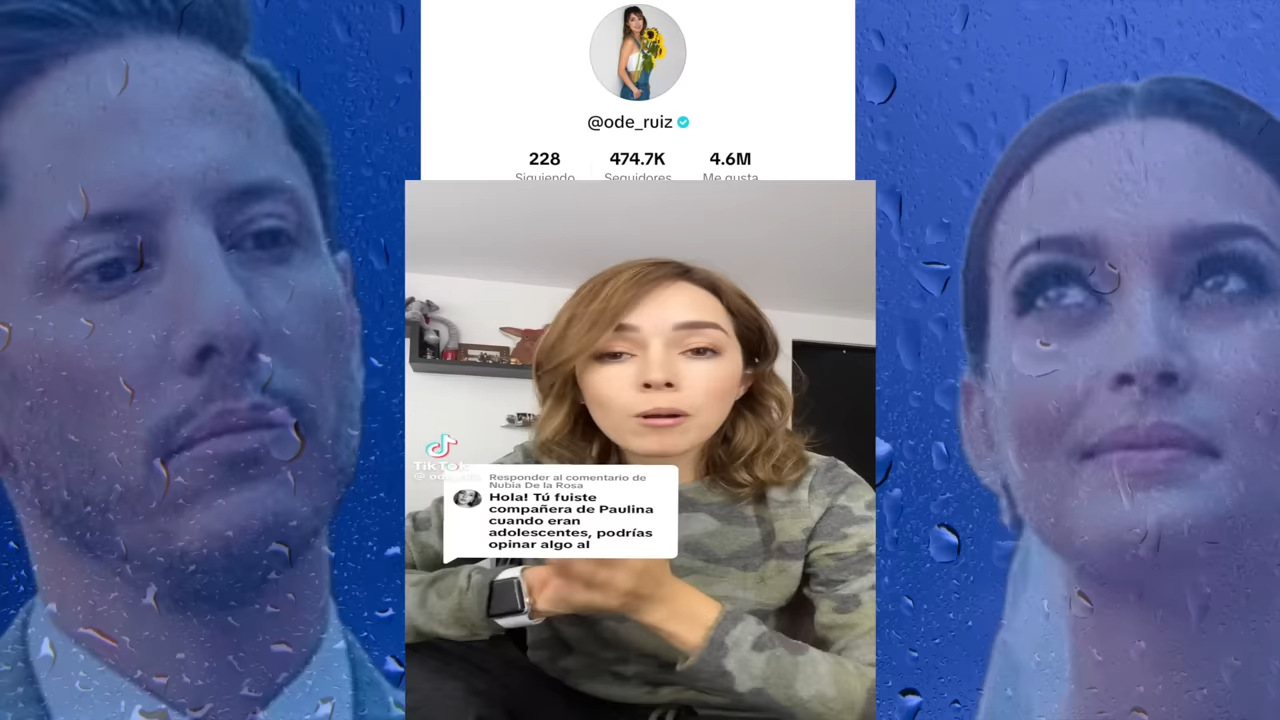 @ode_ruiz
228 474.7K 4.6M
Siguiendo Seguidores Me gusta
TikTok
Responder al comentario de
Nubia De la Rosa
Hola! Tú fuiste
compañera de Paulina
cuando eran
adolescentes, podrías
opinar algo al